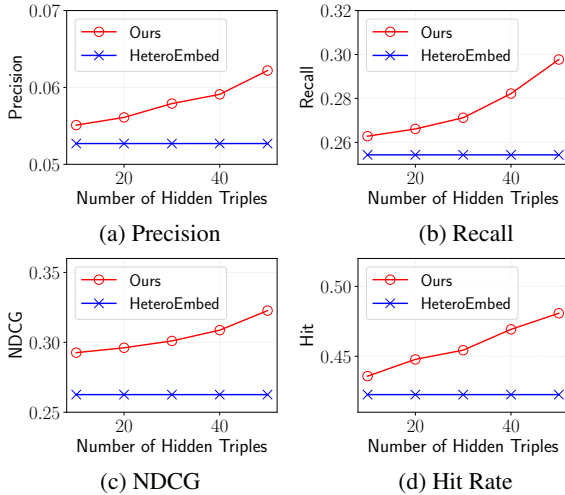 0.07
Ours
HeteroEmbed
0.06
0.05
Precision
20
40
Number of Hidden Triples
(a) Precision
0.32
Ours
HeteroEmbed
0.30
0.28
0.26
Recall
20
40
Number of Hidden Triples
(b) Recall
0.35
Ours
HeteroEmbed
0.30
0.25
NDCG
20
40
Number of Hidden Triples
(c) NDCG
0.50
Ours
HeteroEmbed
0.45
Hit
20
40
Number of Hidden Triples
(d) Hit Rate